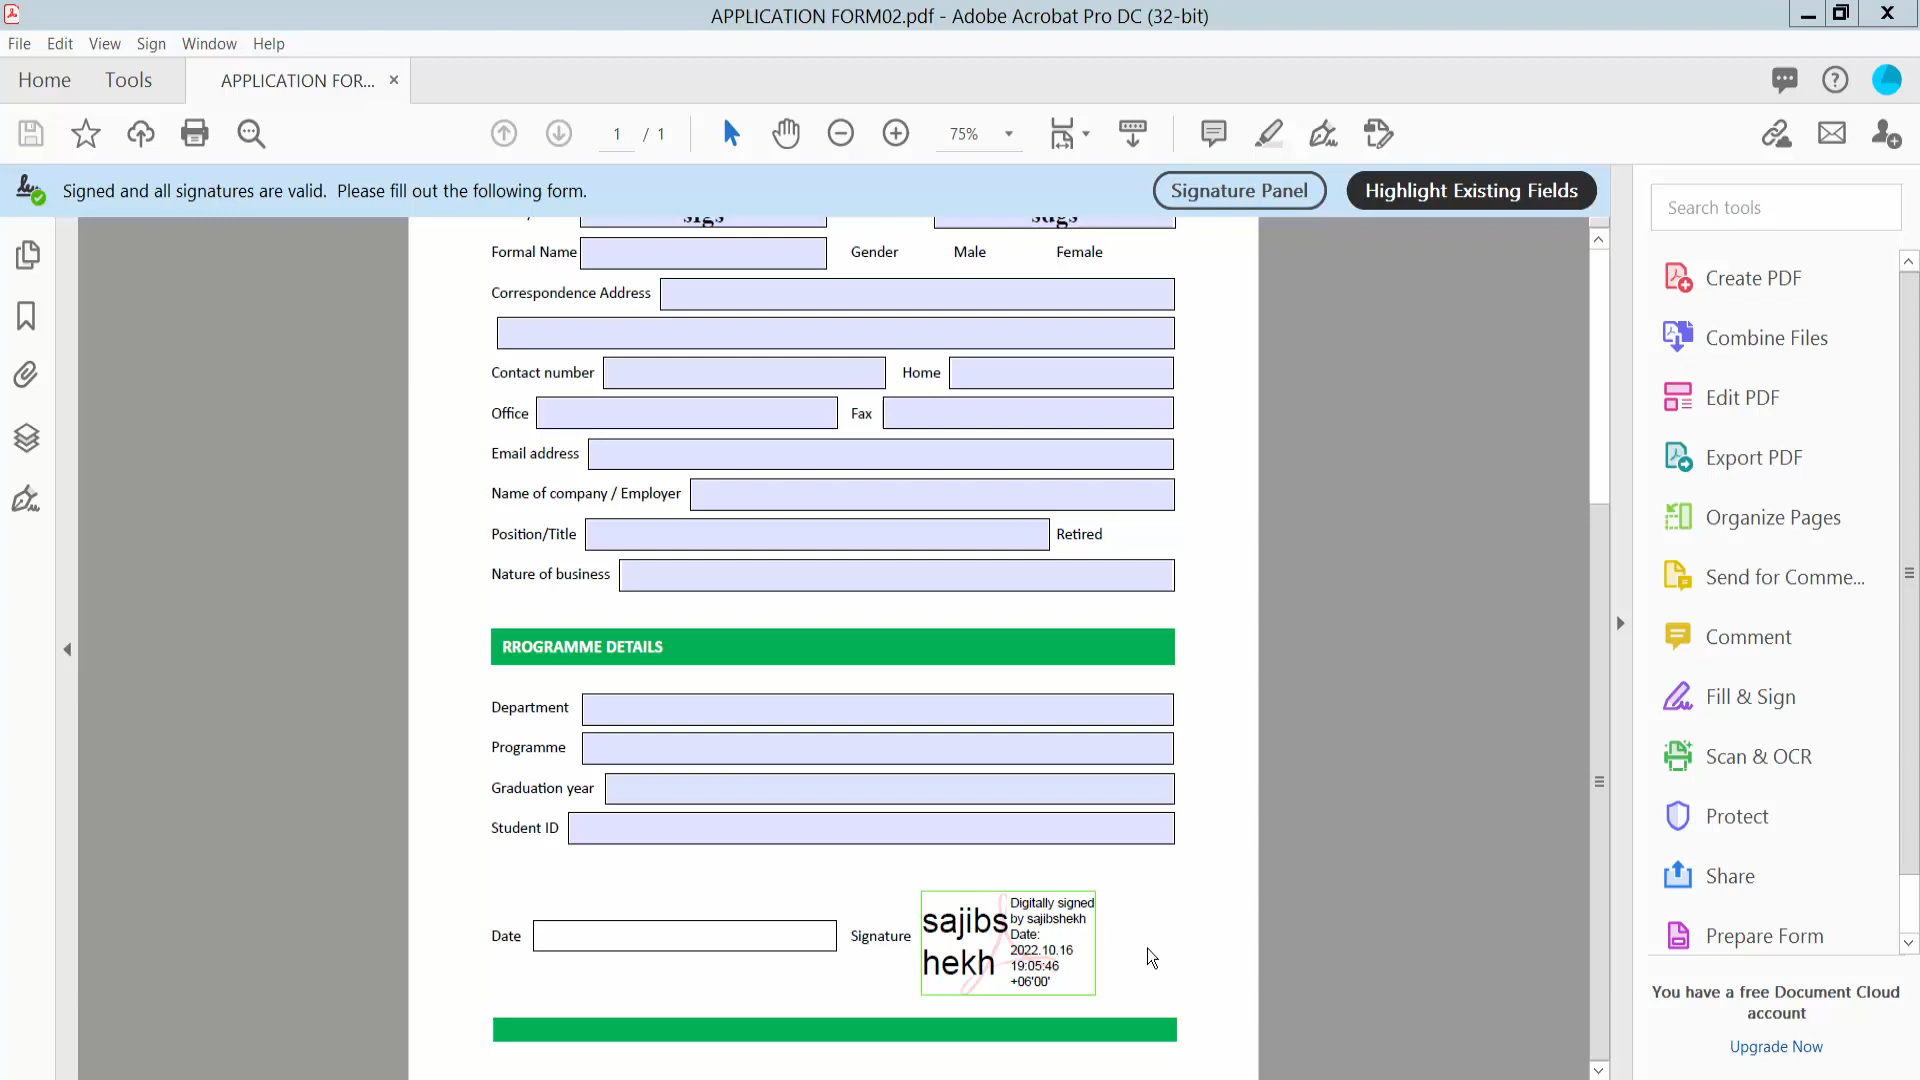 APPLICATION FORM02.pdf - Adobe Acrobat Pro DC (32-bit)
File Edit View Sign Window Help
Home Tools APPLICATION FOR... ×
1 / 1 75%
Signed and all signatures are valid. Please fill out the following form. Signature Panel Highlight Existing Fields
Search tools
Formal Name Gender Male Female
Correspondence Address
Contact number Home
Office Fax
Email address
Name of company / Employer
Position/Title Retired
Nature of business
RROGRAMME DETAILS
Department
Programme
Graduation year
Student ID
Date
Signature
sajibs
hekh
Digitally signed
by sajibshekh
Date:
2022.10.16
19:05:46
+06'00'
Create PDF
Combine Files
Edit PDF
Export PDF
Organize Pages
Send for Comme...
Comment
Fill & Sign
Scan & OCR
Protect
Share
Prepare Form
You have a free Document Cloud
account
Upgrade Now